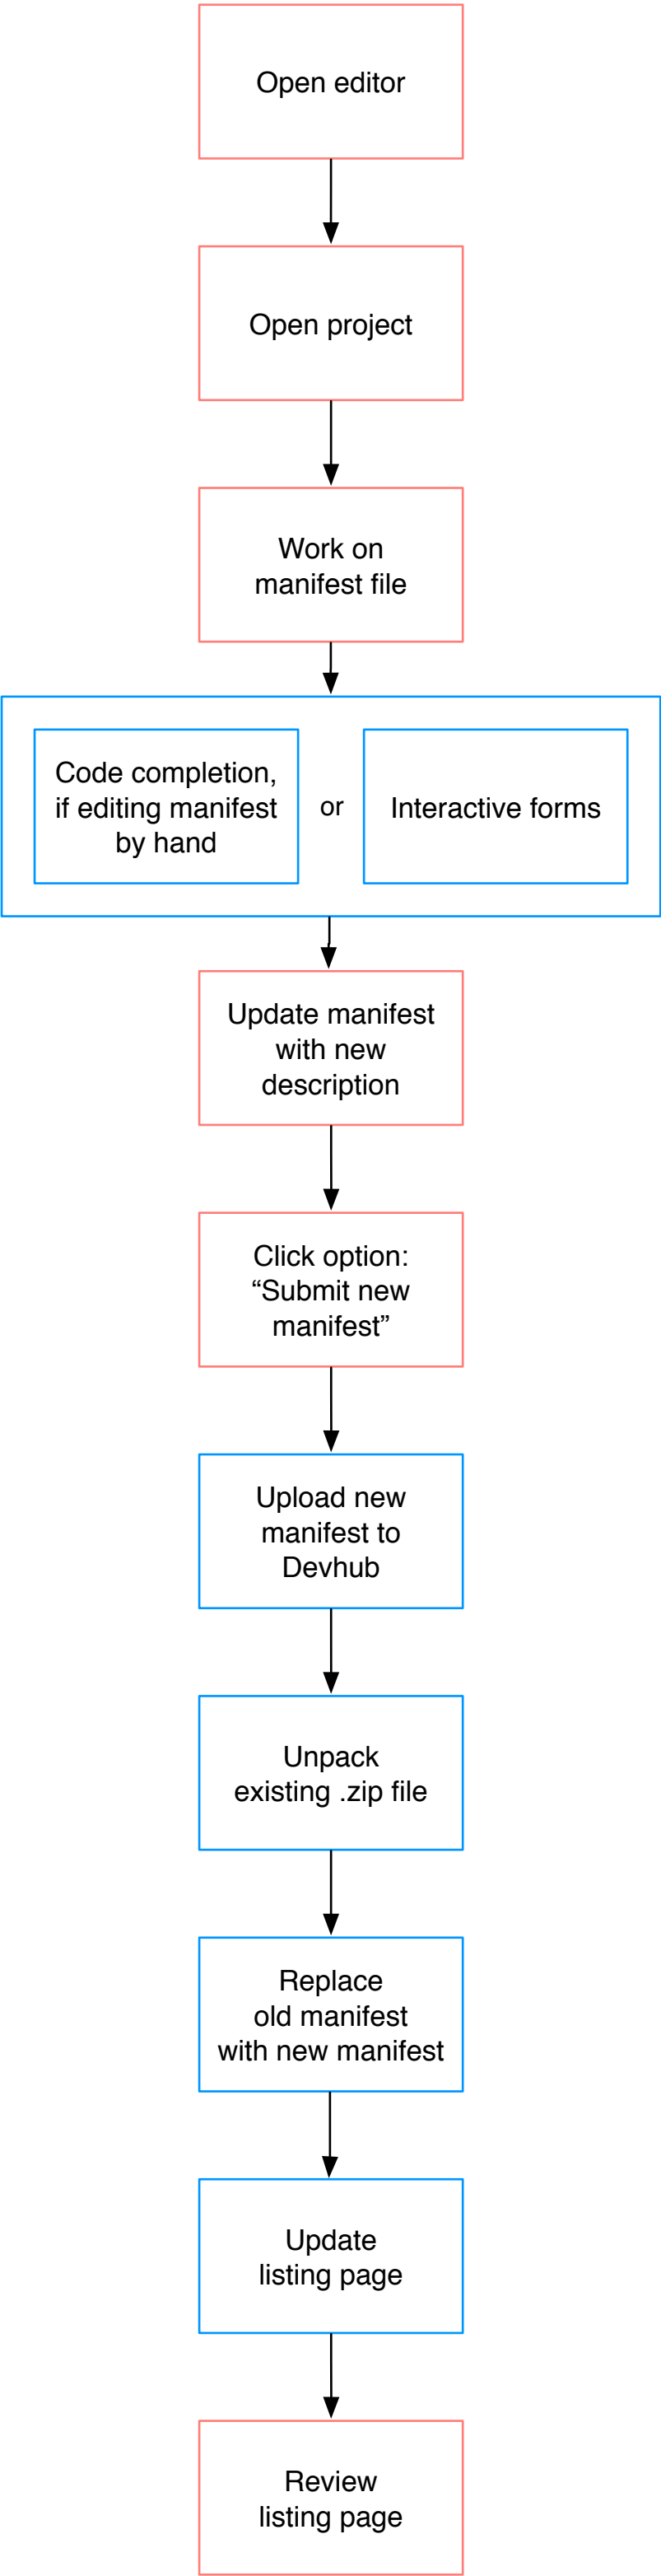 Open editor
Open project
Work on
manifest file
Code completion,
if editing manifest
by hand
or
Interactive forms
Update manifest
with new
description
Click option:
“Submit new
manifest”
Upload new
manifest to
Devhub
Unpack
existing .zip file
Replace
old manifest
with new manifest
Update
listing page
Review
listing page